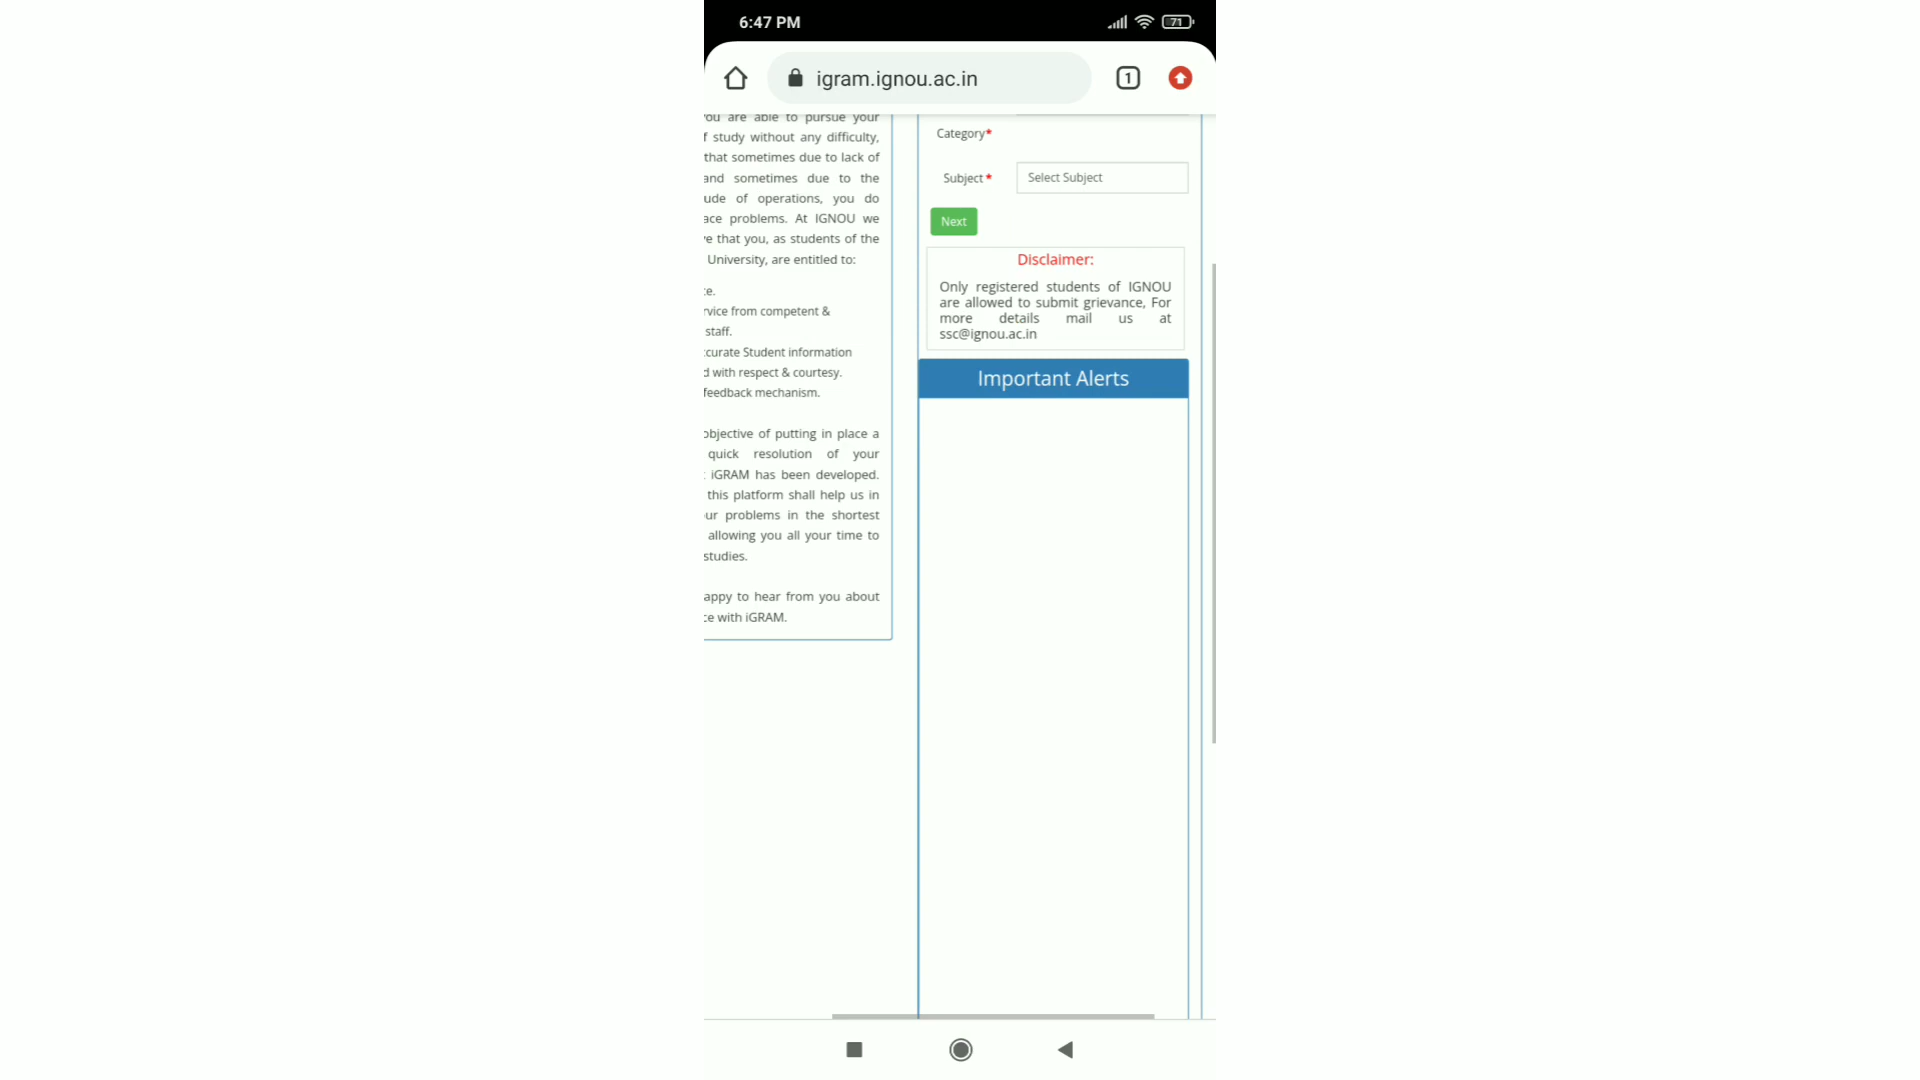 6:47 PM
71
igram.ignou.ac.in
1
you are able to pursue your
f study without any difficulty,
that sometimes due to lack of
and sometimes due to the
ude of operations, you do
ace problems. At IGNOU we
e that you, as students of the
University, are entitled to:
ce.
rvice from competent &
staff.
curate Student information
d with respect & courtesy.
feedback mechanism.
objective of putting in place a
quick resolution of your
iGRAM has been developed.
this platform shall help us in
ur problems in the shortest
allowing you all your time to
studies.
appy to hear from you about
ce with iGRAM.
Category*
Subject *
Select Subject
Next
Disclaimer:
Only registered students of IGNOU
are allowed to submit grievance, For
more details mail us at
ssc@ignou.ac.in
Important Alerts